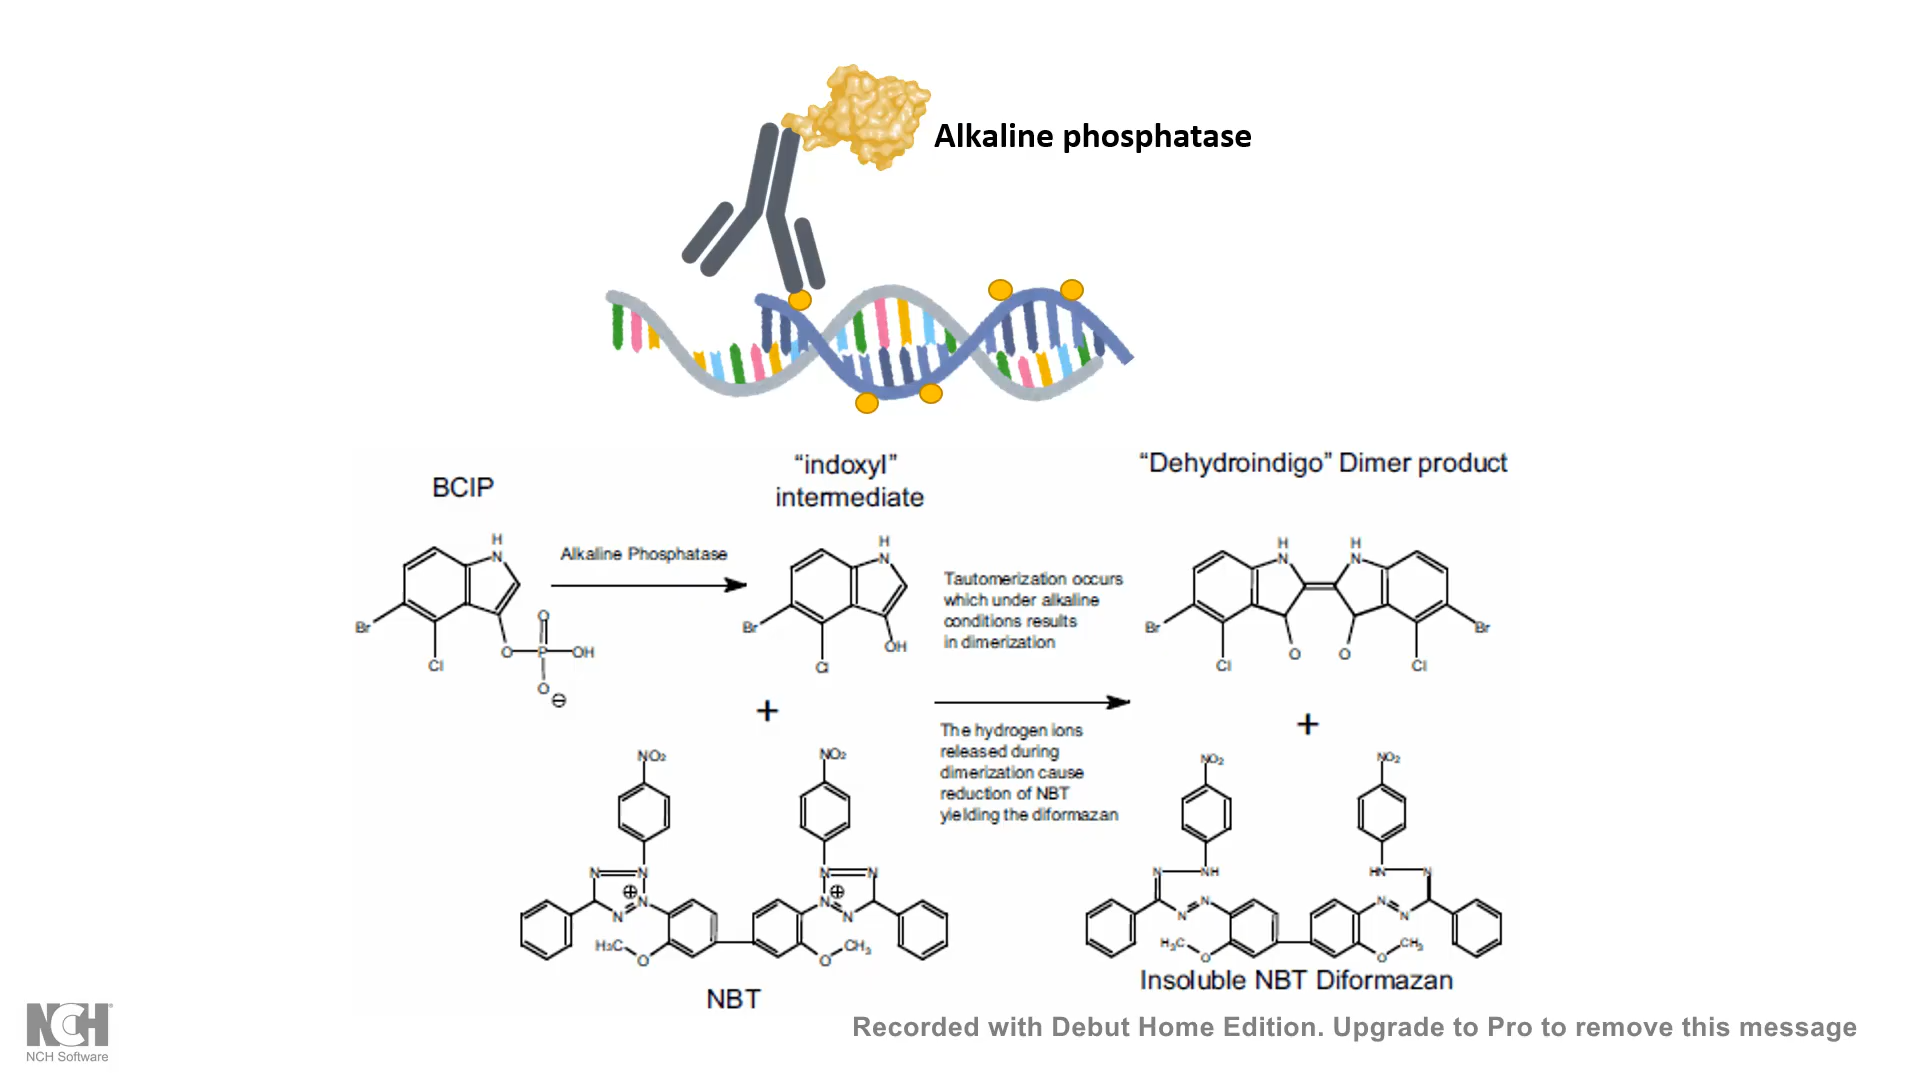 Alkaline phosphatase
"indoxyl"
intermediate
"Dehydroindigo" Dimer product
BCIP
Alkaline Phosphatase
Tautomerization occurs
which under alkaline
conditions results
in dimerization
H
N
Br
Cl
O
O
P
OH
O
⊖
H
N
Br
Cl
OH
H
N
H
N
Br
Cl
O
O
Cl
Br
+
+
The hydrogen ions
released during
dimerization cause
reduction of NBT
yielding the diformazan
NO₂
NO₂
N
N
N
N
⊕
H₃C
O
N
N
N
N
⊕
O
CH₃
NBT
NO₂
NO₂
N
NH
N
N
H₃C
O
HN
N
N
N
O
CH₃
Insoluble NBT Diformazan
NCH
NCH Software
Recorded with Debut Home Edition. Upgrade to Pro to remove this message